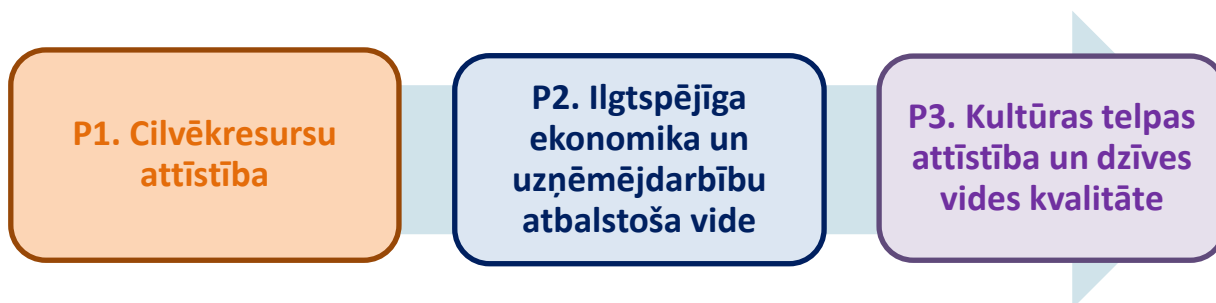 P1. Cilvēkresursu
attīstība
P2. Ilgtspējīga
ekonomika un
uzņēmējdarbību
atbalstoša vide
P3. Kultūras telpas
attīstība un dzīves
vides kvalitāte